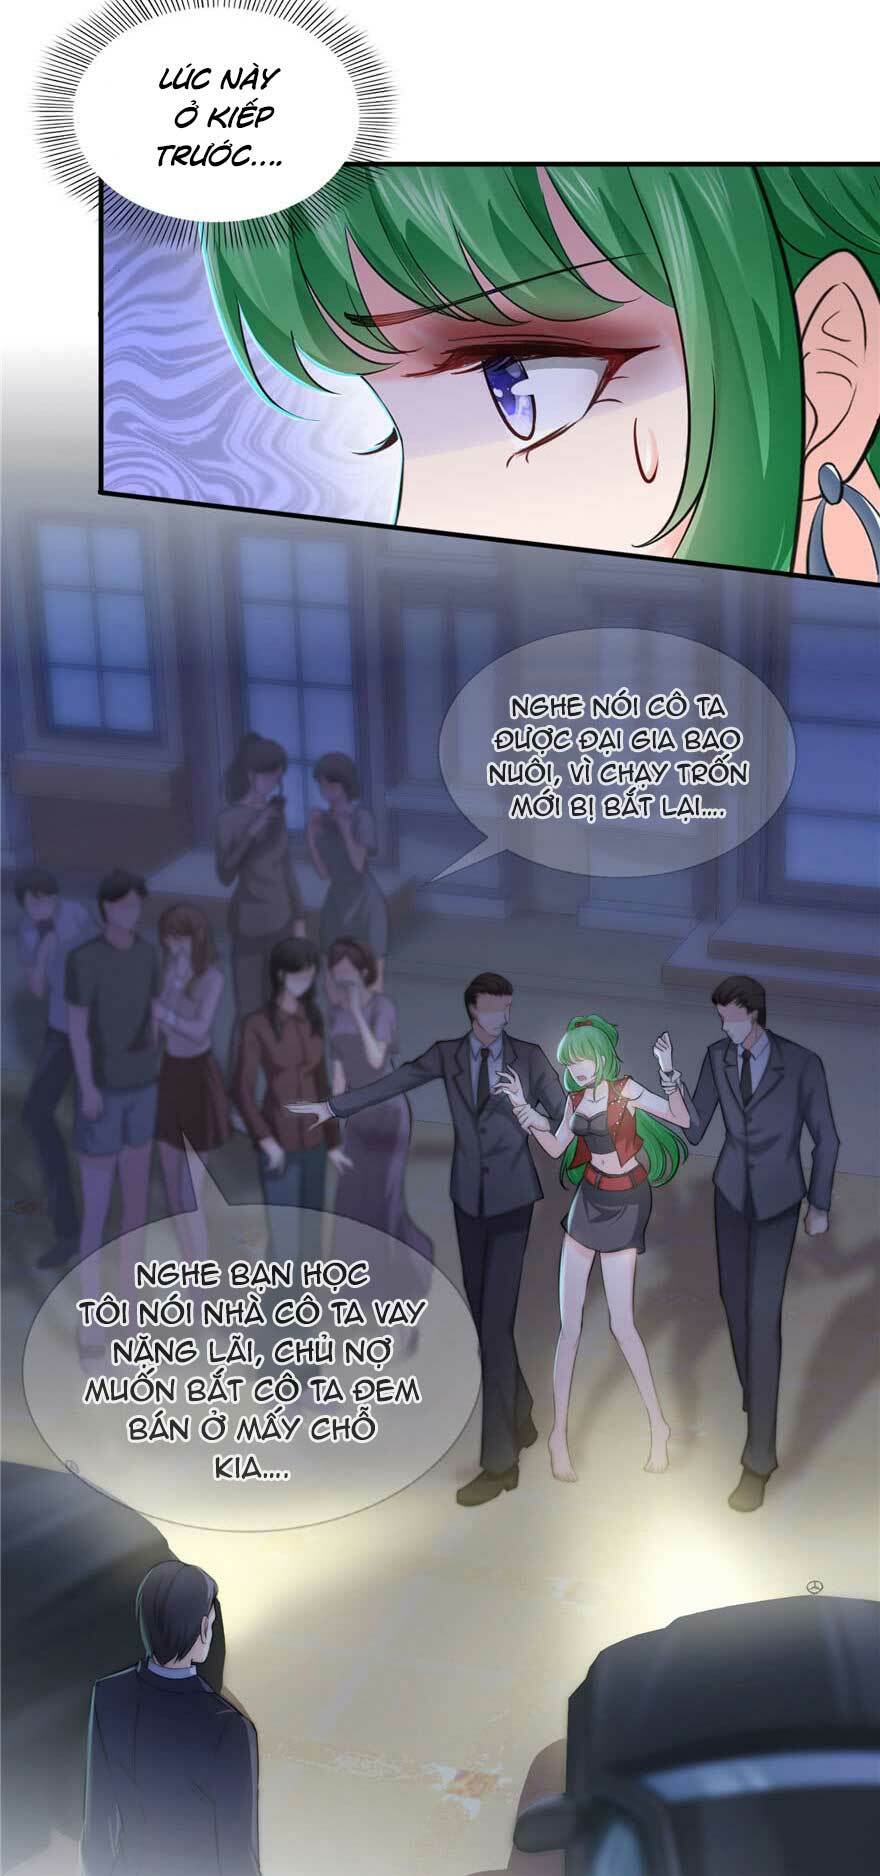 LÚC NÀY
Ở KIẾP
TRƯỚC....
NGHE NÓI CÔ TA
ĐƯỢC ĐẠI GIA BAO
NUÔI, VÌ CHẠY TRỐN
MỚI BỊ BẮT LẠI....
NGHE BẠN HỌC
TÔI NÓI NHÀ CÔ TA VAY
NẶNG LÃI, CHỦ NỢ
MUỐN BẮT CÔ TA ĐEM
BÁN Ở MẤY CHỖ
KIA....